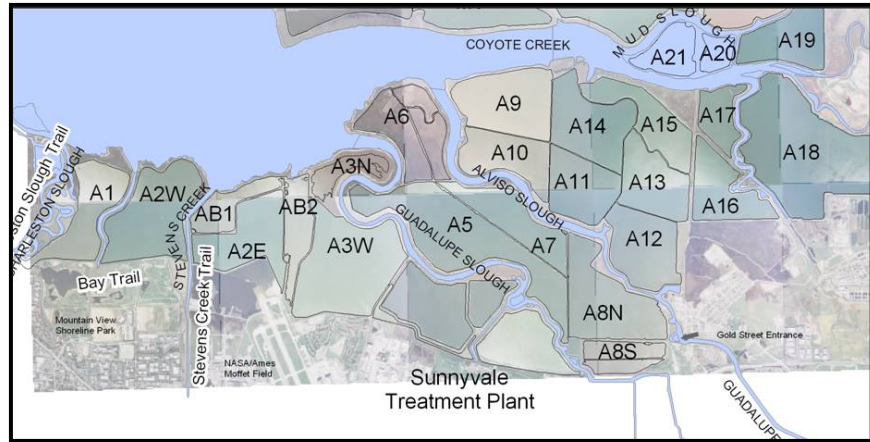 MUD SLOUGH
COYOTE CREEK
A21
A20
A19
A9
A6
A14
A15
A17
A10
A18
A3N
A11
A13
A16
ALVISO SLOUGH
A1
A2W
AB1
AB2
STEVENS CREEK
GUADALUPE SLOUGH
A5
A7
A12
A2E
A3W
CHARLESTON SLOUGH
Slough Trail
Bay Trail
Stevens Creek Trail
Mountain View
Shoreline Park
NASA/Ames
Moffet Field
A8N
A8S
Gold Street Entrance
GUADALUPE
Sunnyvale
Treatment Plant